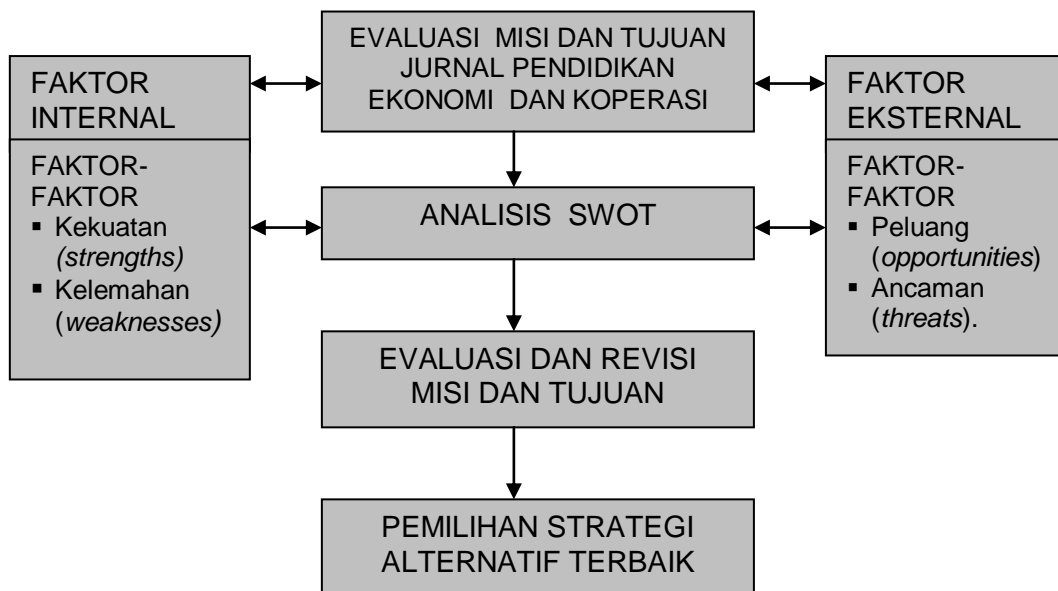 EVALUASI MISI DAN TUJUAN
JURNAL PENDIDIKAN
EKONOMI DAN KOPERASI
FAKTOR
INTERNAL
FAKTOR-
FAKTOR
▪ Kekuatan
(strengths)
▪ Kelemahan
(weaknesses)
ANALISIS SWOT
FAKTOR
EKSTERNAL
FAKTOR-
FAKTOR
▪ Peluang
(opportunities)
▪ Ancaman
(threats).
EVALUASI DAN REVISI
MISI DAN TUJUAN
PEMILIHAN STRATEGI
ALTERNATIF TERBAIK